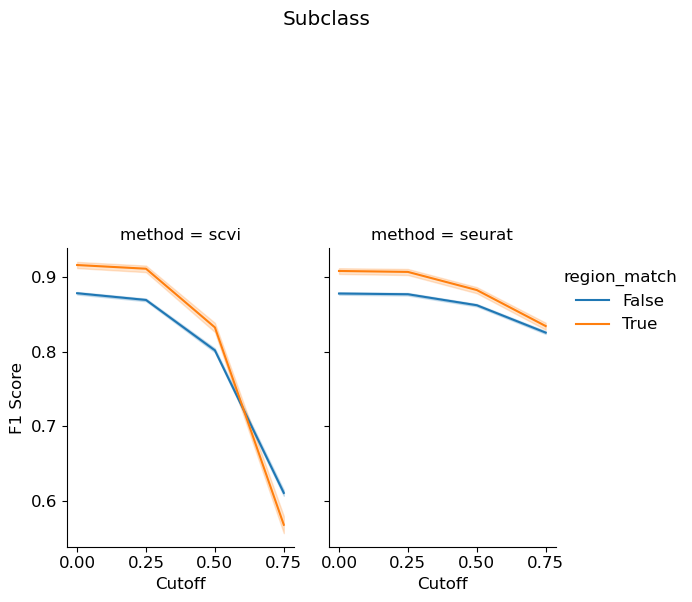 Subclass
method = scvi
method = seurat
region_match
False
True
F1 Score
0.9
0.8
0.7
0.6
0.00
0.25
0.50
0.75
0.00
0.25
0.50
0.75
Cutoff
Cutoff